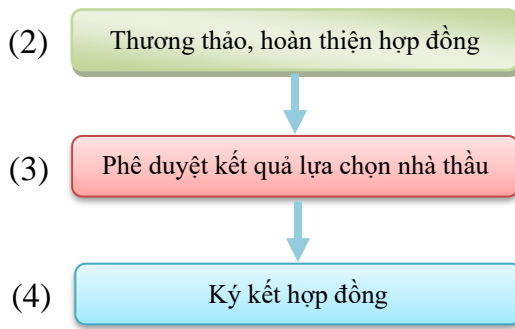 (2) Thương thảo, hoàn thiện hợp đồng
(3) Phê duyệt kết quả lựa chọn nhà thầu
(4) Ký kết hợp đồng